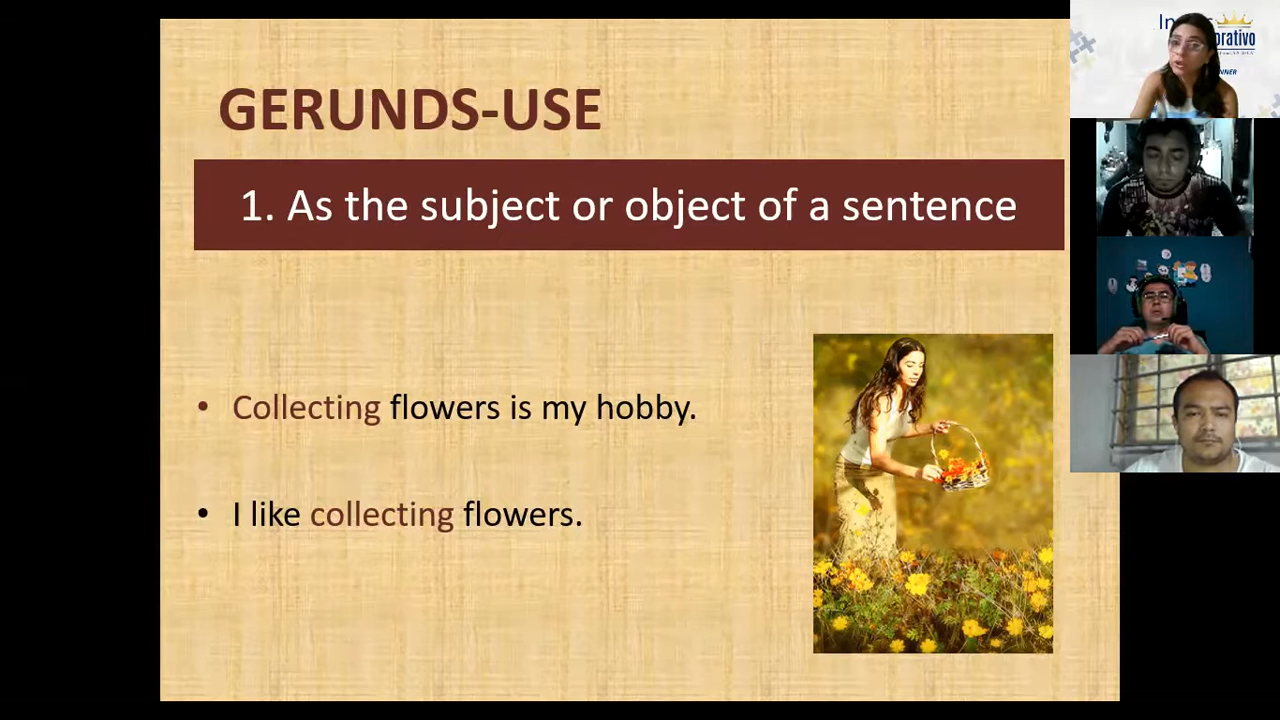 GERUNDS-USE
1. As the subject or object of a sentence
• Collecting flowers is my hobby.
• I like collecting flowers.